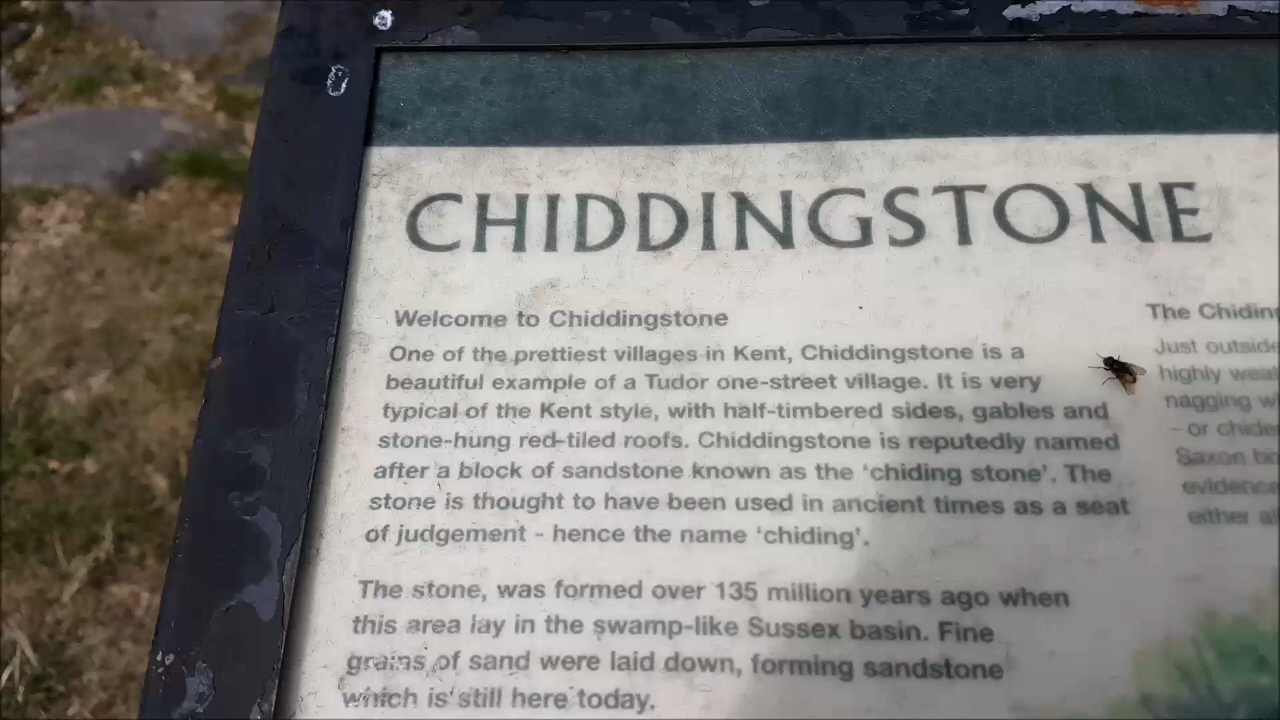 CHIDDINGSTONE
Welcome to Chiddingstone
One of the prettiest villages in Kent, Chiddingstone is a
beautiful example of a Tudor one-street village. It is very
typical of the Kent style, with half-timbered sides, gables and
stone-hung red-tiled roofs. Chiddingstone is reputedly named
after a block of sandstone known as the ‘chiding stone’. The
stone is thought to have been used in ancient times as a seat
of judgement - hence the name ‘chiding’.
The stone, was formed over 135 million years ago when
this area lay in the swamp-like Sussex basin. Fine
grains of sand were laid down, forming sandstone
which is still here today.
The
Just outside
highly
nagging
- or chide
Saxon
evidence
either